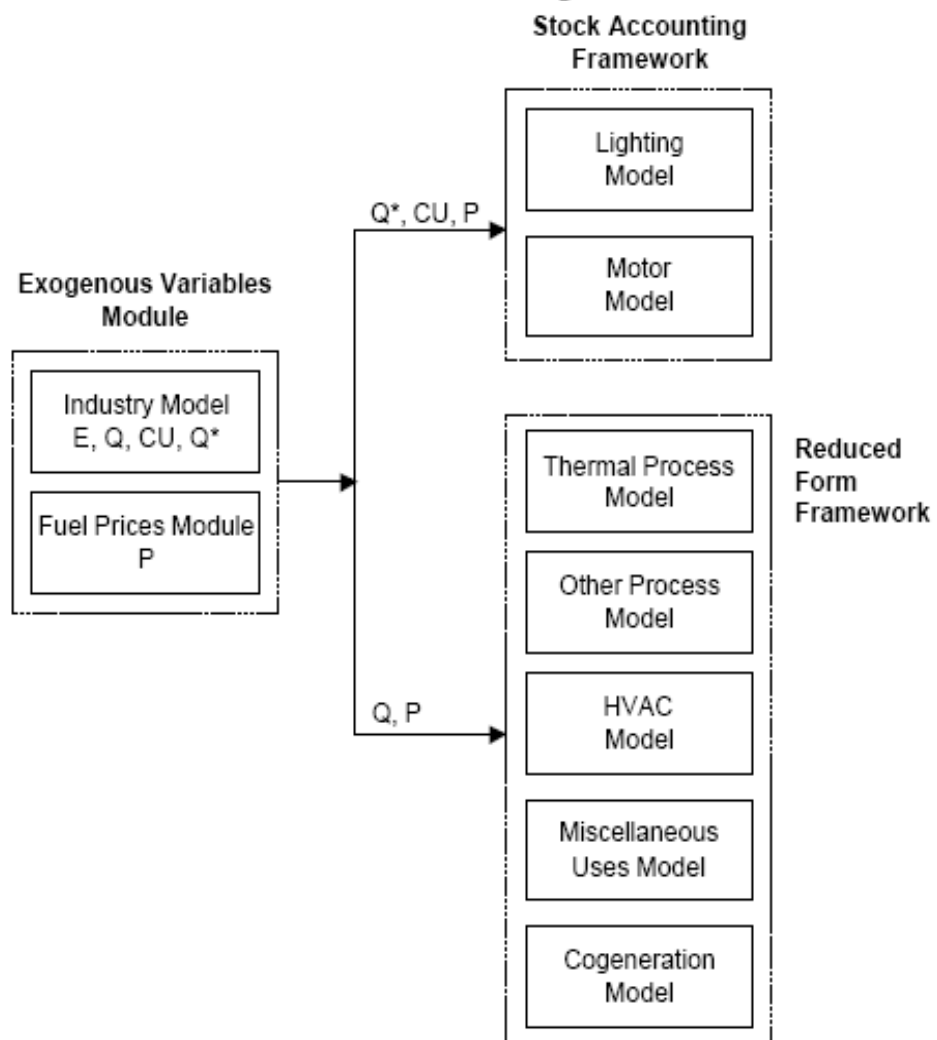 Stock Accounting
Framework
Lighting
Model
Motor
Model
Q*, CU, P
Exogenous Variables
Module
Industry Model
E, Q, CU, Q*
Fuel Prices Module
P
Q, P
Reduced
Form
Framework
Thermal Process
Model
Other Process
Model
HVAC
Model
Miscellaneous
Uses Model
Cogeneration
Model